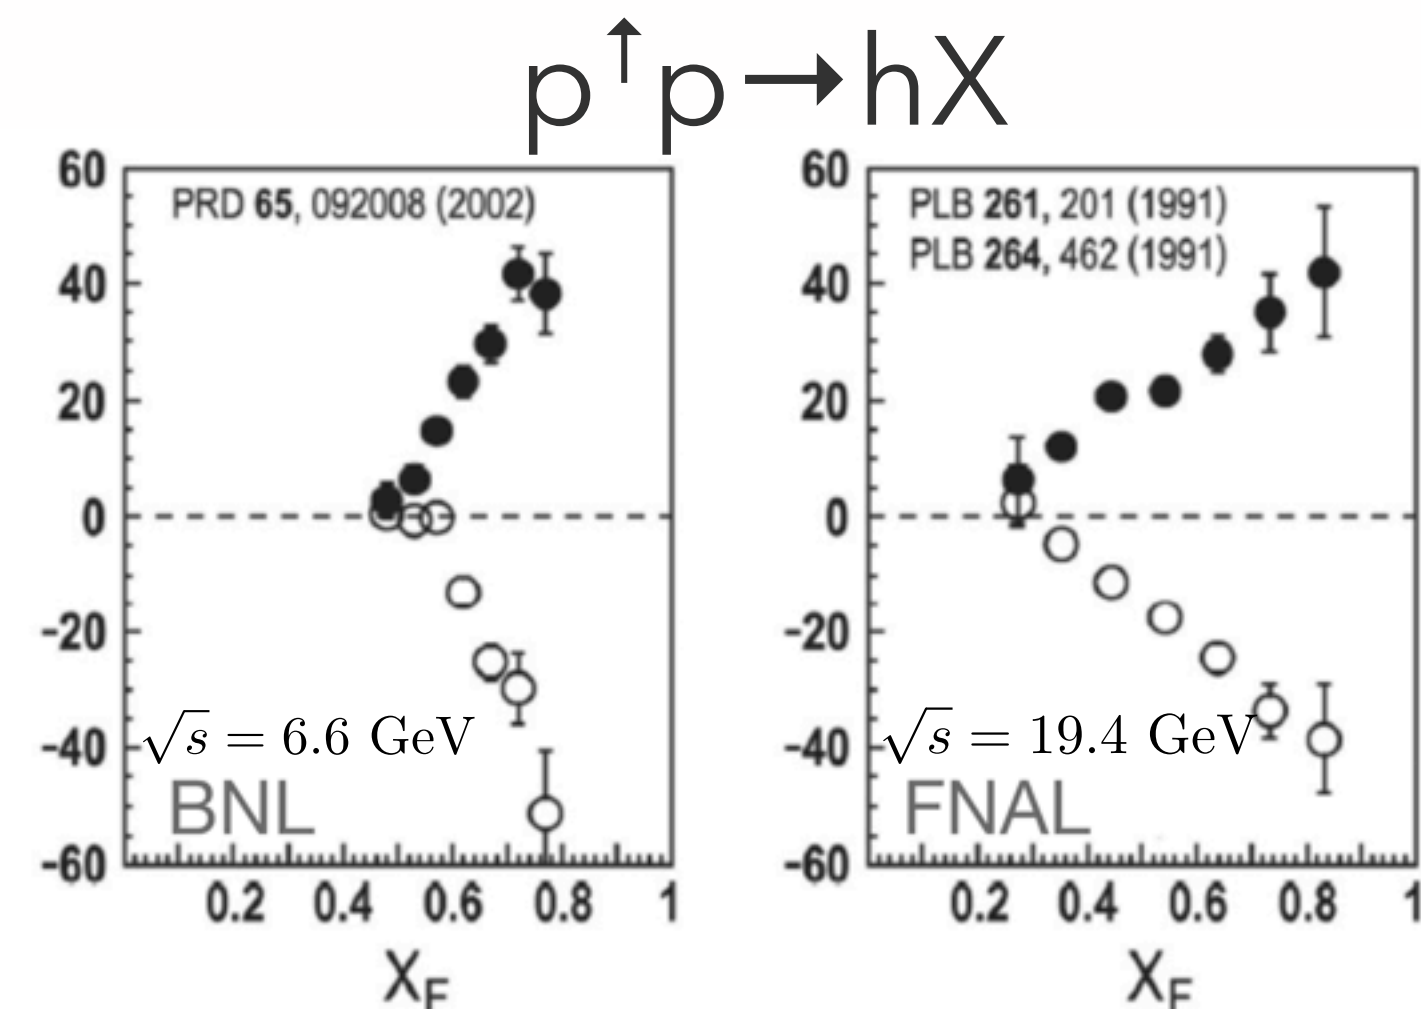 p↑p→hX
PRD 65, 092008 (2002)
60
40
20
0
-20
-40
-60
√s = 6.6 GeV
BNL
0.2 0.4 0.6 0.8 1
X_F
PLB 261, 201 (1991)
PLB 264, 462 (1991)
60
40
20
0
-20
-40
-60
√s = 19.4 GeV
FNAL
0.2 0.4 0.6 0.8 1
X_F